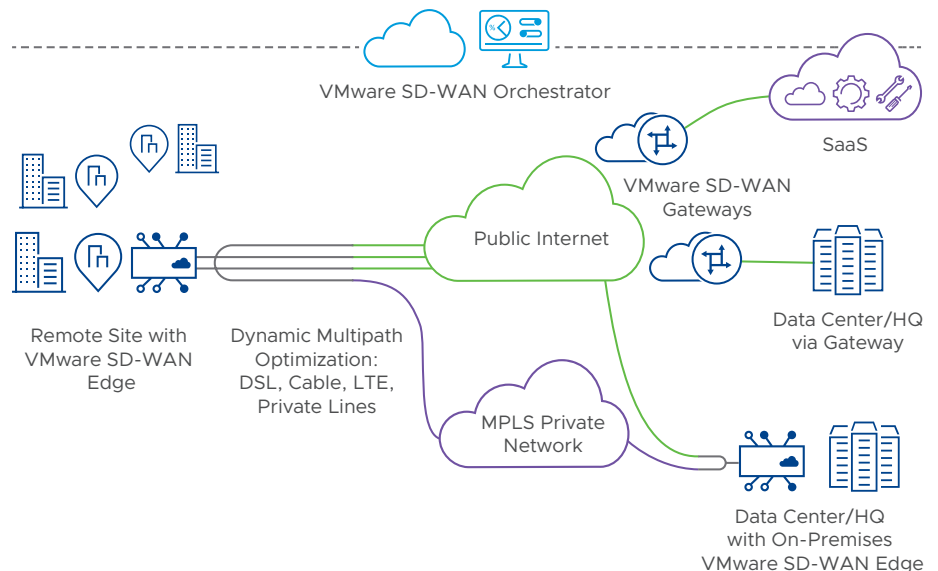 VMware SD-WAN Orchestrator
SaaS
VMware SD-WAN
Gateways
Public Internet
Remote Site with
VMware SD-WAN
Edge
Dynamic Multipath
Optimization:
DSL, Cable, LTE,
Private Lines
Data Center/HQ
via Gateway
MPLS Private
Network
Data Center/HQ
with On-Premises
VMware SD-WAN Edge